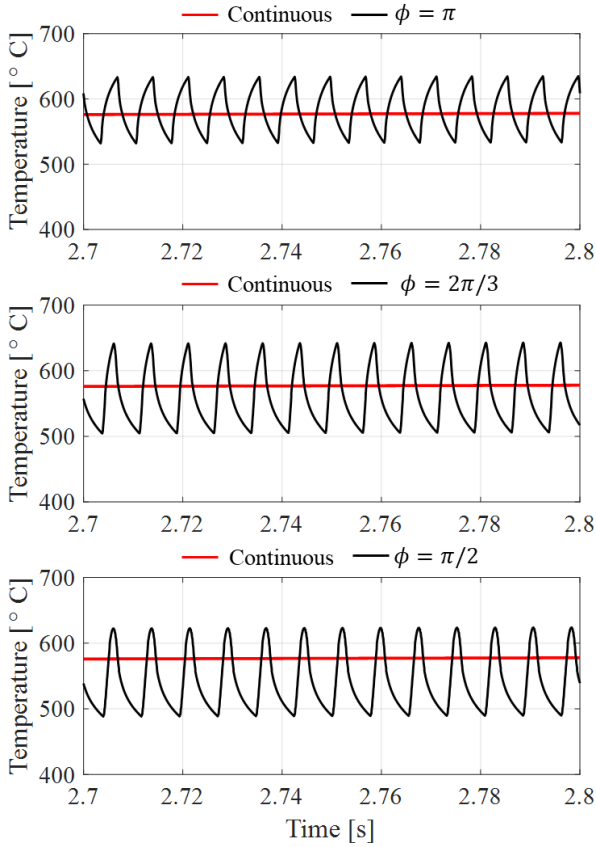 Continuous ϕ = π
Temperature [° C]
700
600
500
400
2.7 2.72 2.74 2.76 2.78 2.8
Continuous ϕ = 2π/3
Temperature [° C]
700
600
500
400
2.7 2.72 2.74 2.76 2.78 2.8
Continuous ϕ = π/2
Temperature [° C]
700
600
500
400
2.7 2.72 2.74 2.76 2.78 2.8
Time [s]